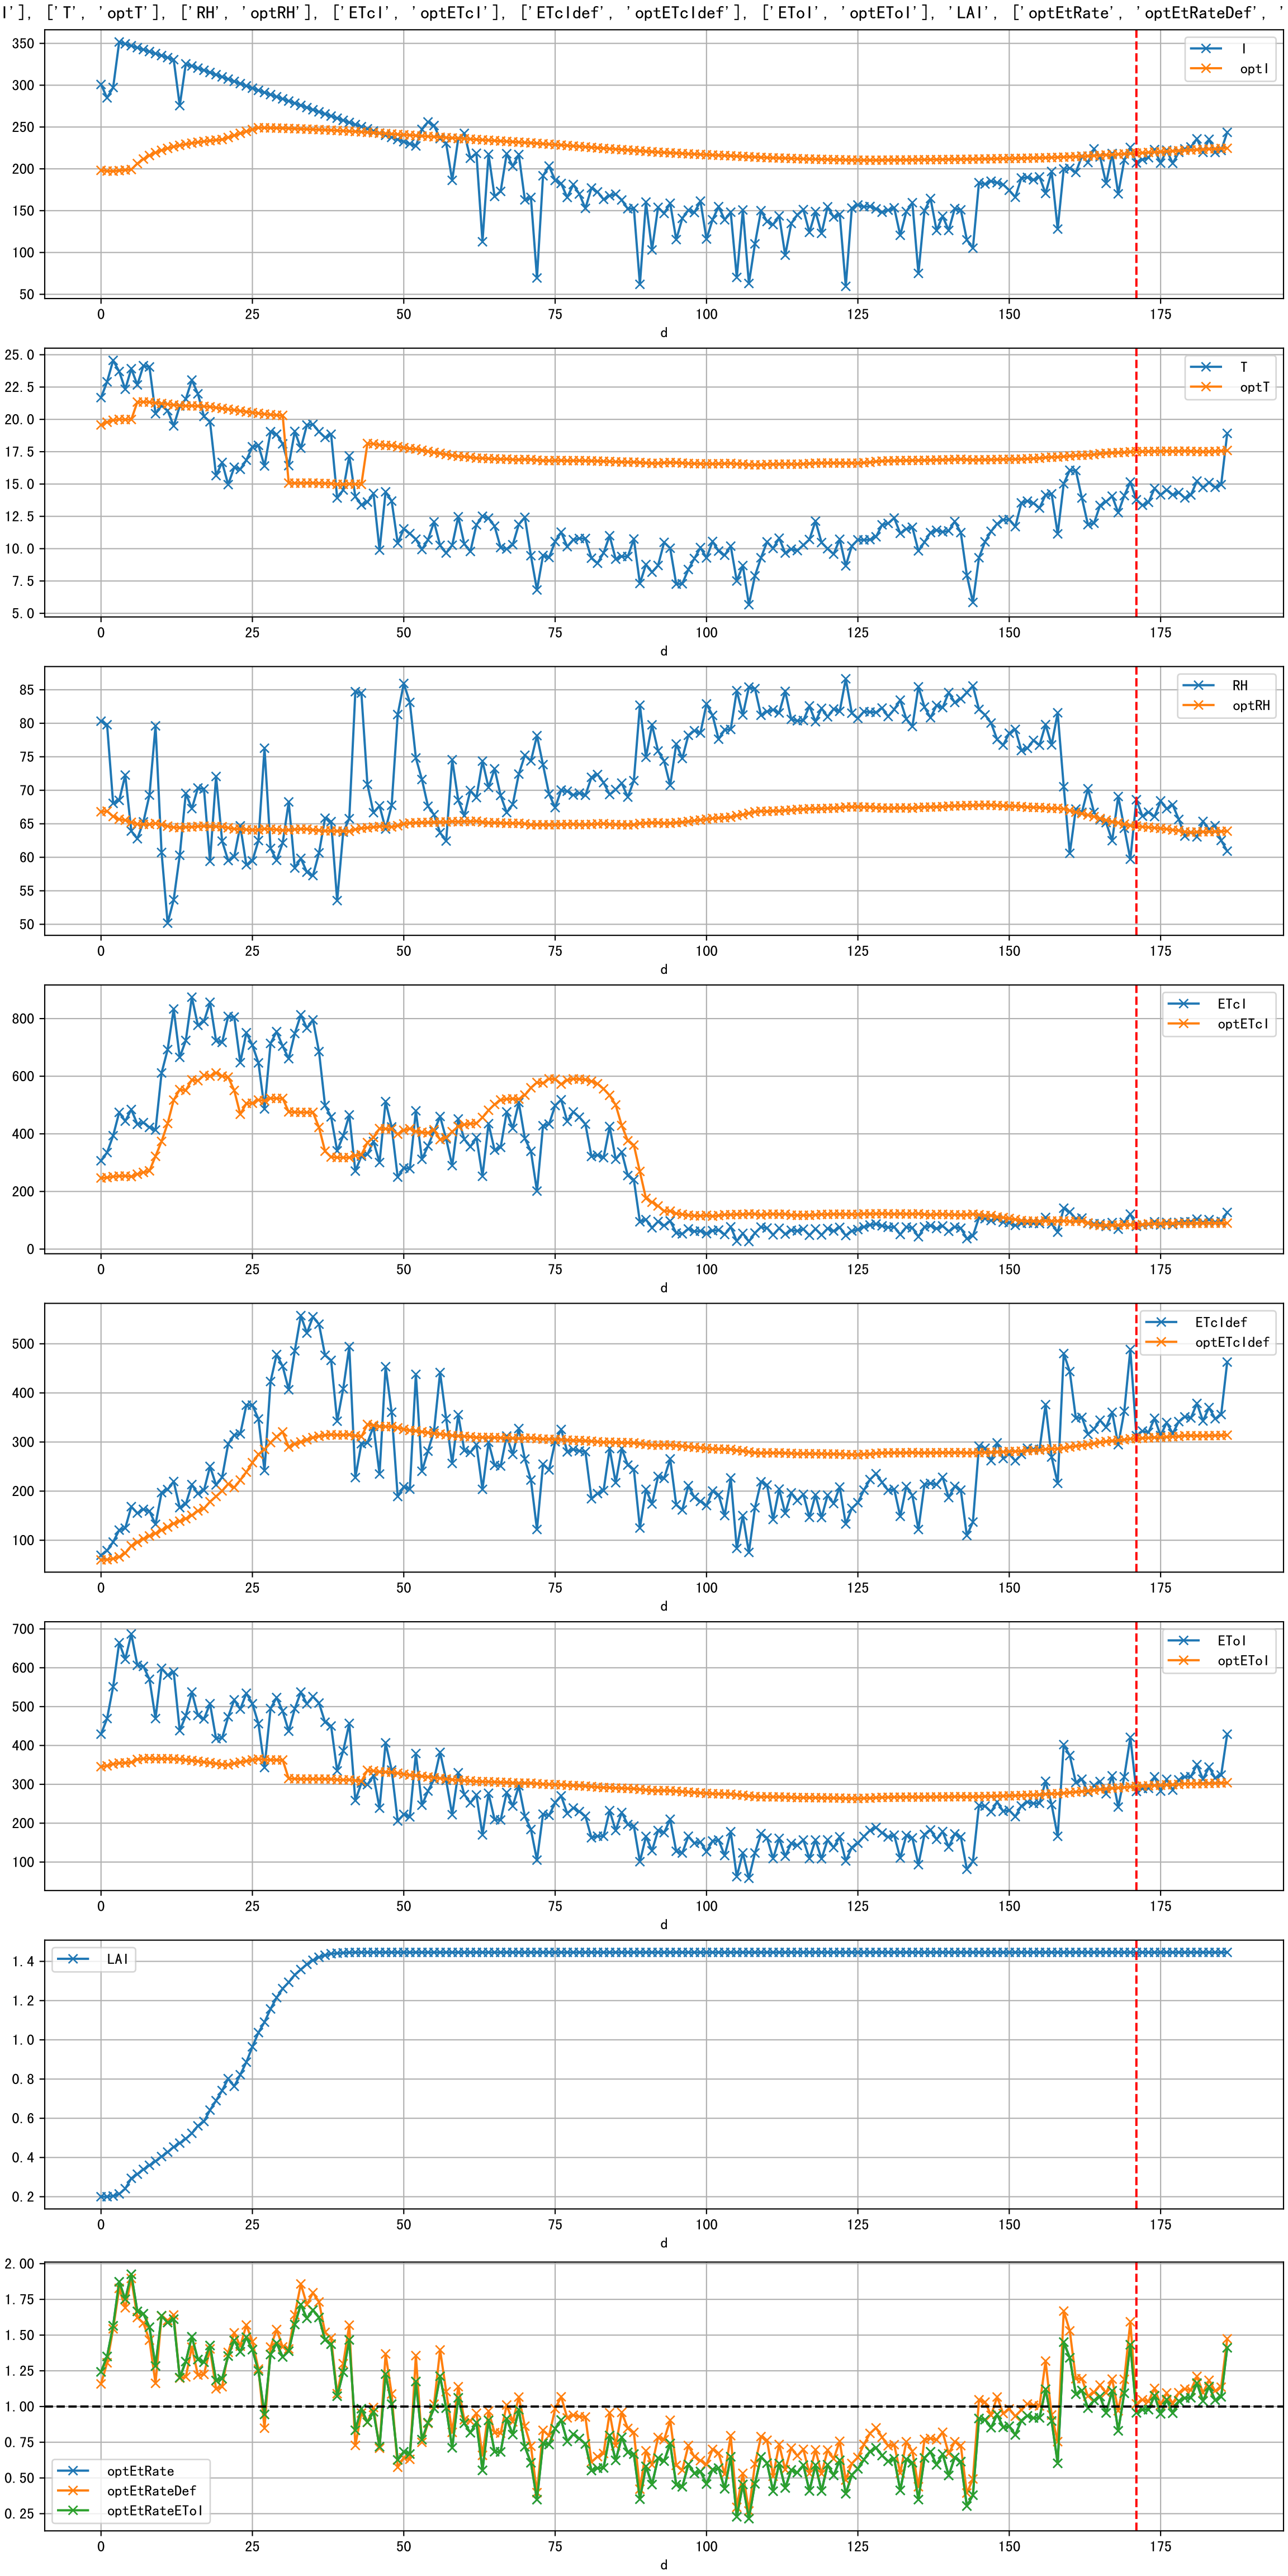 I'], ['T', 'optT'], ['RH', 'optRH'], ['ETcI', 'optETcI'], ['ETcIdef', 'optETcIdef'], ['EToI', 'optEToI'], 'LAI', ['optEtRate', 'optEtRateDef', '
350
300
250
200
150
100
50
I
optI
0 25 50 75 100 125 150 175
d
25.0
22.5
20.0
17.5
15.0
12.5
10.0
7.5
5.0
T
optT
0 25 50 75 100 125 150 175
d
85
80
75
70
65
60
55
50
RH
optRH
0 25 50 75 100 125 150 175
d
800
600
400
200
0
ETcI
optETcI
0 25 50 75 100 125 150 175
d
500
400
300
200
100
ETcIdef
optETcIdef
0 25 50 75 100 125 150 175
d
700
600
500
400
300
200
100
EToI
optEToI
0 25 50 75 100 125 150 175
d
1.4
1.2
1.0
0.8
0.6
0.4
0.2
LAI
0 25 50 75 100 125 150 175
d
2.00
1.75
1.50
1.25
1.00
0.75
0.50
0.25
optEtRate
optEtRateDef
optEtRateEToI
0 25 50 75 100 125 150 175
d